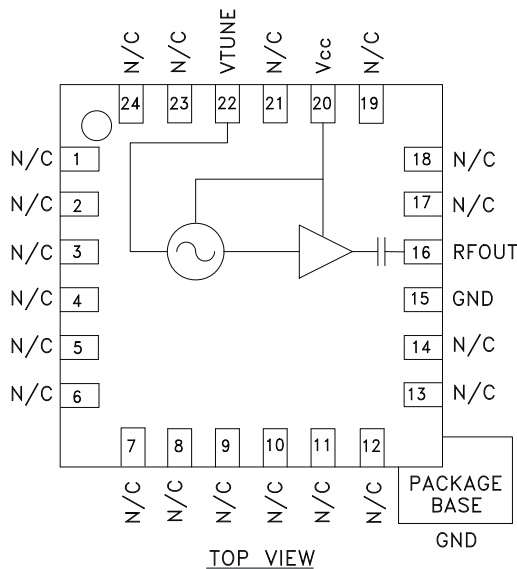 N/C N/C VTUNE N/C Vcc N/C
24 23 22 21 20 19
N/C 1 18 N/C
N/C 2 17 N/C
N/C 3 16 RFOUT
N/C 4 15 GND
N/C 5 14 N/C
N/C 6 13 N/C
7 8 9 10 11 12
N/C N/C N/C N/C N/C N/C
PACKAGE
BASE
GND
TOP VIEW